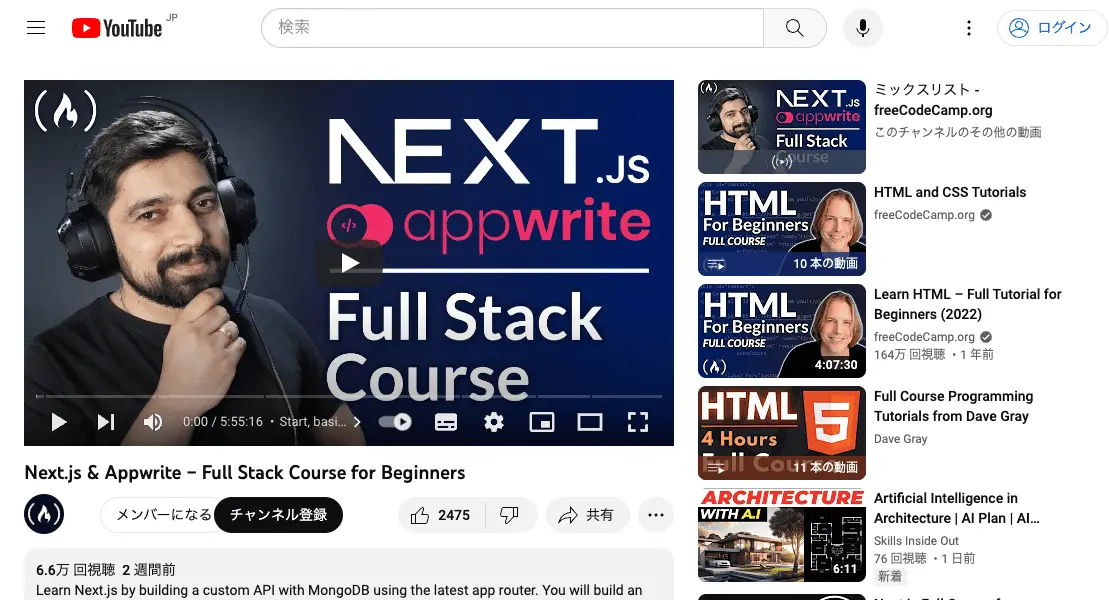 YouTube JP
検索
ログイン
NEXT.JS
appwrite
Full Stack
Course
0:00 / 5:55:16 • Start, basi...
Next.js & Appwrite – Full Stack Course for Beginners
メンバーになる
チャンネル登録
2475
共有
6.6万 回視聴 2 週間前
Learn Next.js by building a custom API with MongoDB using the latest app router. You will build an
NEXT.JS
appwrite
Full Stack
Course
ミックスリスト -
freeCodeCamp.org
このチャンネルのその他の動画
HTML
For Beginners
FULL COURSE
10 本の動画
HTML and CSS Tutorials
freeCodeCamp.org
HTML
For Beginners
FULL COURSE
4:07:30
Learn HTML – Full Tutorial for
Beginners (2022)
freeCodeCamp.org
164万 回視聴 ・1 年前
HTML
5
4 Hours
Full Course
11 本の動画
Full Course Programming
Tutorials from Dave Gray
Dave Gray
ARCHITECTURE
WITH A.I
6:11
Artificial Intelligence in
Architecture | AI Plan | AI...
Skills Inside Out
76 回視聴 ・1 日前
新着